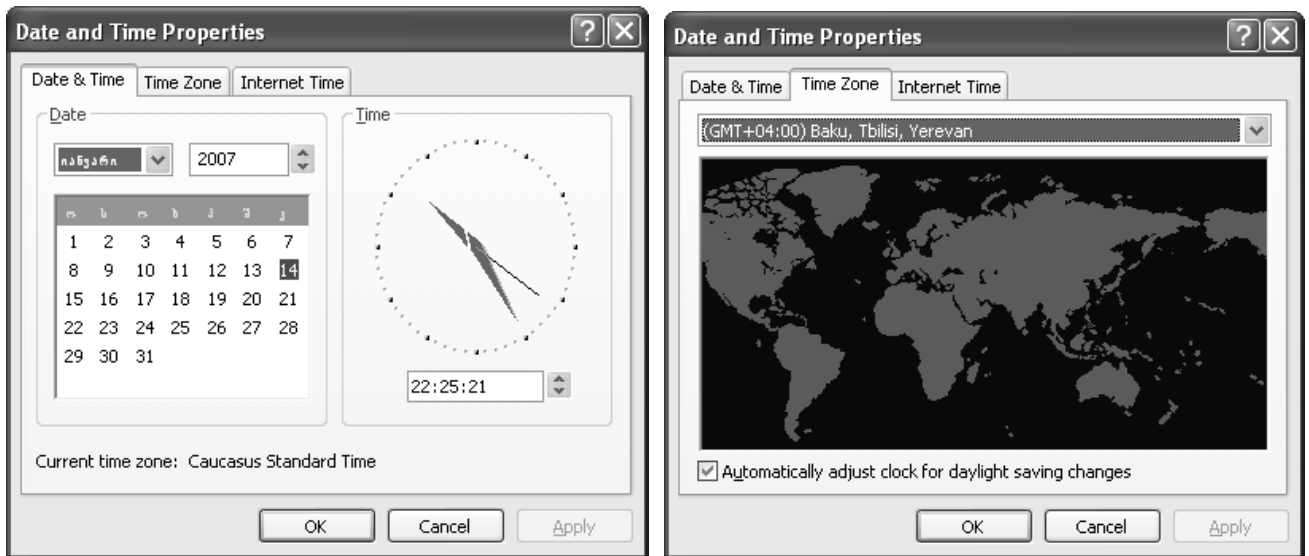 Date and Time Properties
Date & Time Time Zone Internet Time
Date
Time
იანვარი 2007
ო ს ო ხ პ შ კ
1 2 3 4 5 6 7
8 9 10 11 12 13 14
15 16 17 18 19 20 21
22 23 24 25 26 27 28
29 30 31
22:25:21
Current time zone: Caucasus Standard Time
OK Cancel Apply
Date and Time Properties
Date & Time Time Zone Internet Time
(GMT+04:00) Baku, Tbilisi, Yerevan
Automatically adjust clock for daylight saving changes
OK Cancel Apply